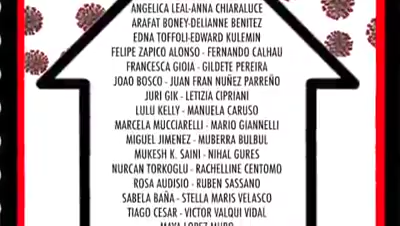 ANGELICA LEAL-ANNA CHIARALUCE
ARAFAT BONEY-DELIANNE BENITEZ
EDNA TOFFOLI-EDWARD KULEMIN
FELIPE ZAPICO ALONSO - FERNANDO CALHAU
FRANCESCA GIOIA - GILDETE PEREIRA
JOAO BOSCO - JUAN FRAN NUÑEZ PARREÑO
JURI GIK - LETIZIA CIPRIANI
LULU KELLY - MANUELA CARUSO
MARCELA MUCCIARELLI - MARIO GIANNELLI
MIGUEL JIMENEZ - MUBERRA BULBUL
MUKESH K. SAINI - NIHAL GURES
NURCAN TORKOGLU - RACHELLINE CENTOMO
ROSA AUDISIO - RUBEN SASSANO
SABELA BAÑA - STELLA MARIS VELASCO
TIAGO CESAR - VICTOR VALQUI VIDAL
MAYA LOPEZ MURO -